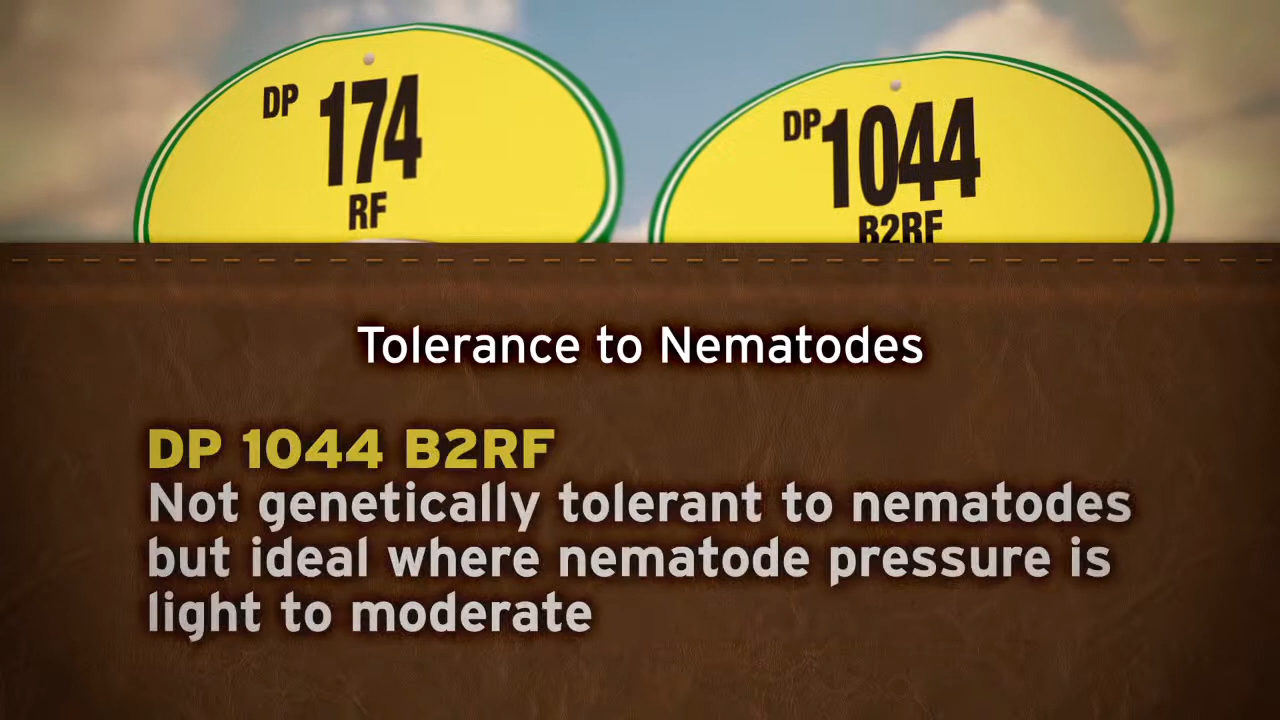 DP 174
RF
DP 1044
B2RF
Tolerance to Nematodes
DP 1044 B2RF
Not genetically tolerant to nematodes
but ideal where nematode pressure is
light to moderate